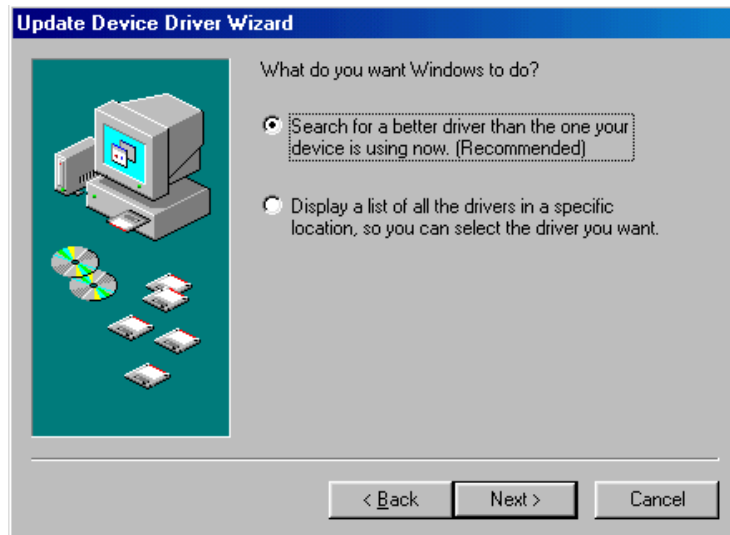 Update Device Driver Wizard
What do you want Windows to do?
Search for a better driver than the one your
device is using now. (Recommended)
Display a list of all the drivers in a specific
location, so you can select the driver you want.
< Back Next > Cancel